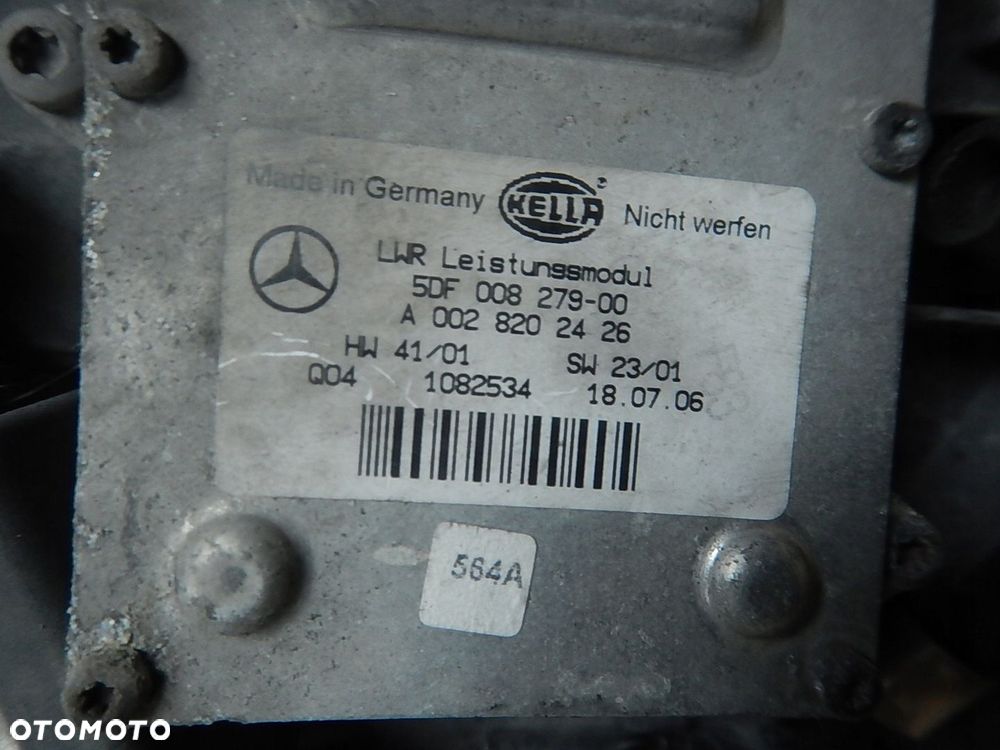 Made in Germany HELLA Nicht werfen
LWR Leistungsmodul
5DF 008 279-00
A 002 820 24 26
HW 41/01 SW 23/01
Q04 1082534 18.07.06
564A
OTOMOTO